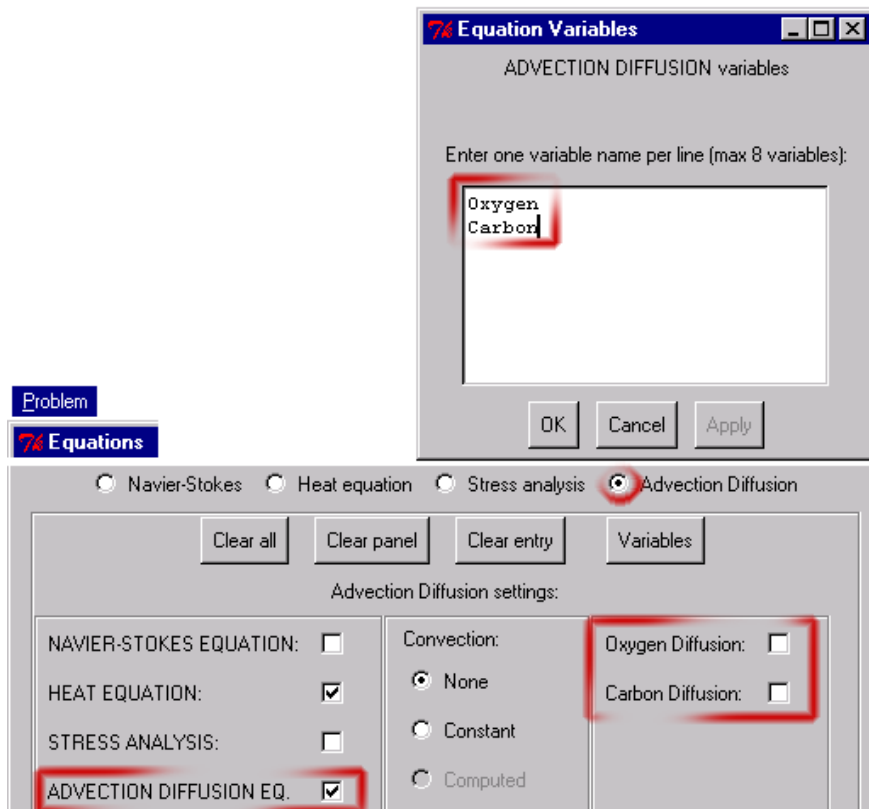 Equation Variables
ADVECTION DIFFUSION variables
Enter one variable name per line (max 8 variables):
Oxygen
Carbon
OK Cancel Apply
Problem
Equations
Navier-Stokes Heat equation Stress analysis Advection Diffusion
Clear all Clear panel Clear entry Variables
Advection Diffusion settings:
NAVIER-STOKES EQUATION:
HEAT EQUATION:
STRESS ANALYSIS:
ADVECTION DIFFUSION EQ.
Convection:
None
Constant
Computed
Oxygen Diffusion:
Carbon Diffusion: